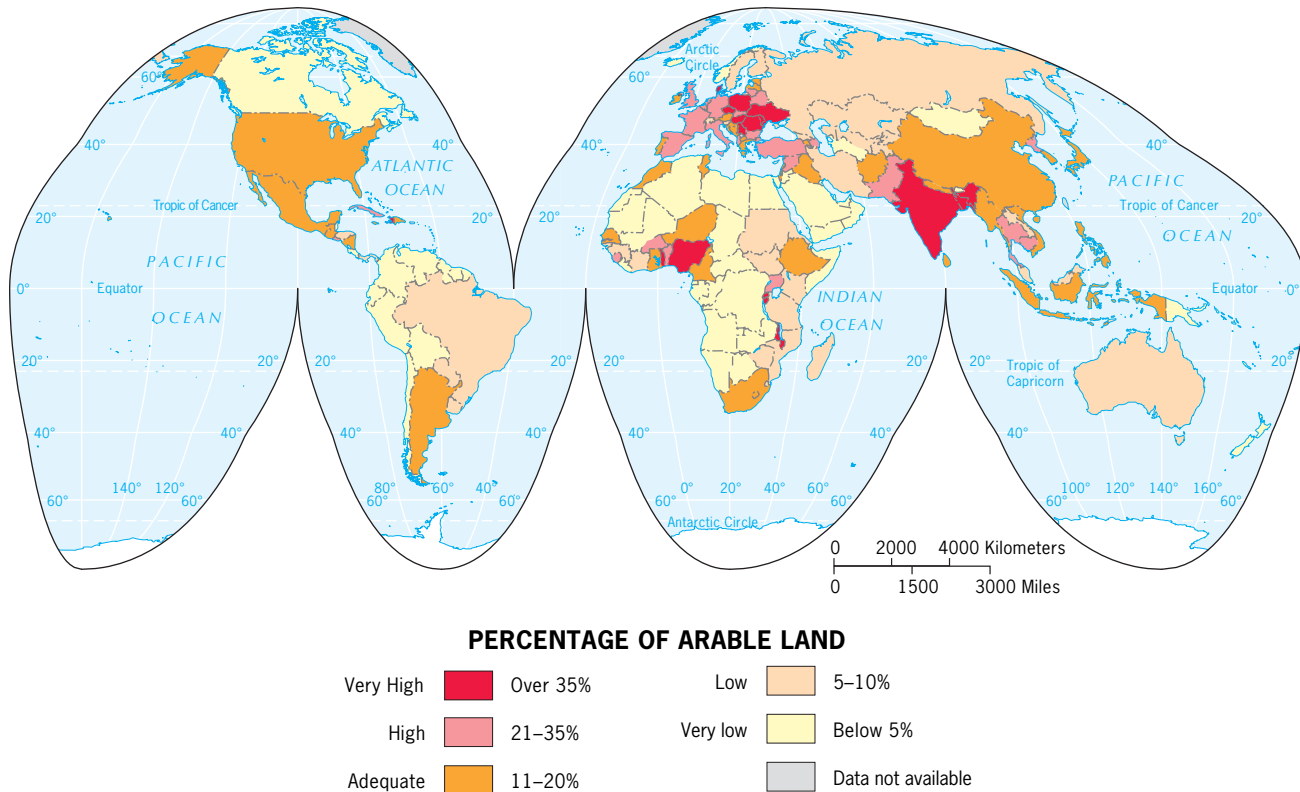 Arctic
Circle
60°
60°
60°
40°
40°
40°
ATLANTIC
OCEAN
PACIFIC
Tropic of Cancer
Tropic of Cancer
20°
20°
20°
OCEAN
PACIFIC
Equator
0°
0°
INDIAN
Equator
0°
OCEAN
OCEAN
20°
20°
20°
20°
20°
20°
20°
Tropic of
Capricorn
40°
40°
40°
40°
40°
40°
40°
60°
140°
120°
60°
80°
60°
40°
60°
60°
0°
20°
40°
60°
60°
100°
120°
140°
160°
60°
Antarctic Circle
0 2000 4000 Kilometers
0 1500 3000 Miles
PERCENTAGE OF ARABLE LAND
Very High Over 35%
High 21–35%
Adequate 11–20%
Low 5–10%
Very low Below 5%
Data not available